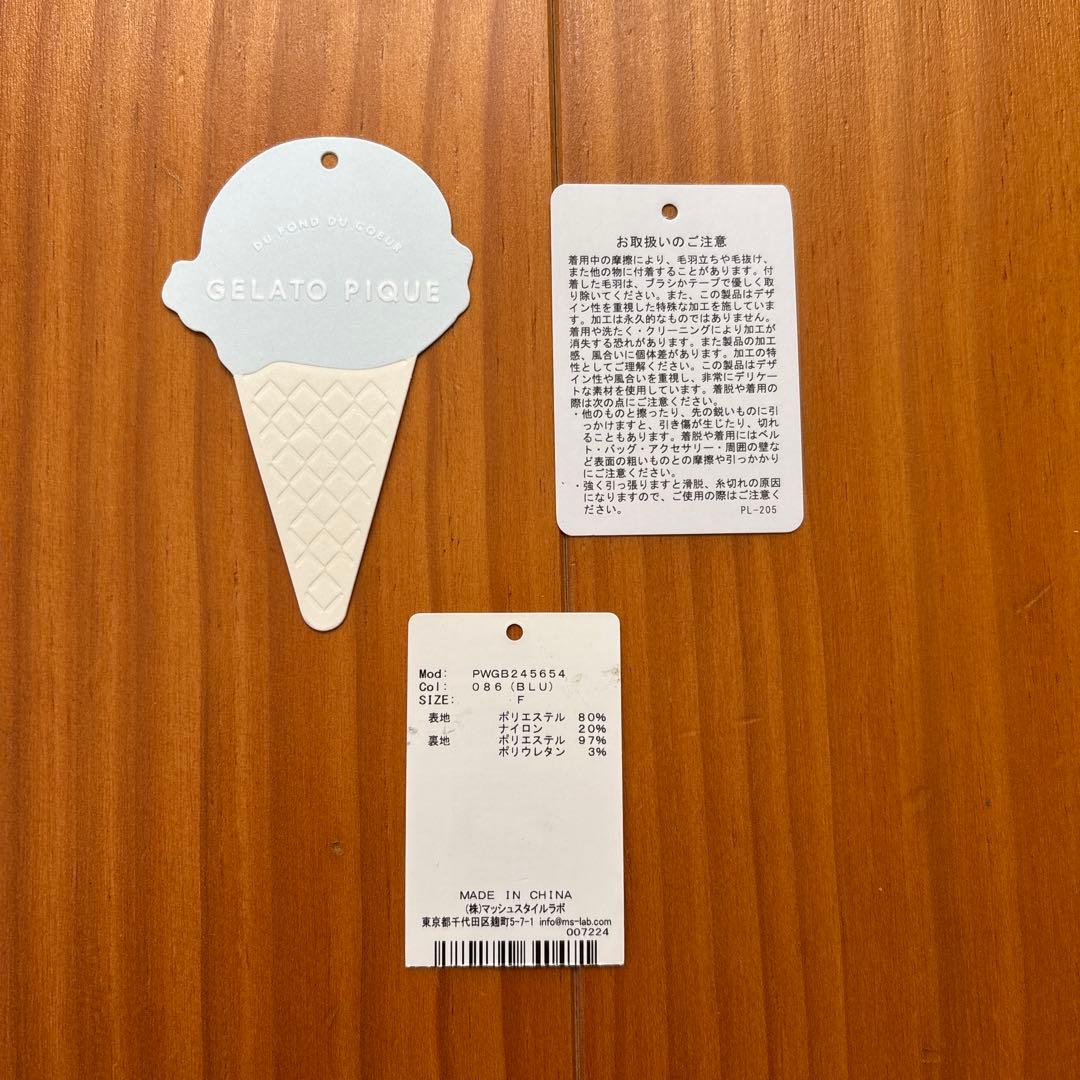 DU FOND DU COEUR
GELATO PIQUE
お取扱いのご注意
着用中の摩擦により、毛羽立ちや毛抜け、
また他の物に付着することがあります。付
着した毛羽は、ブラシかテープで優しく取
り除いてください。また、この製品はデザ
イン性を重視した特殊な加工を施していま
す。加工は永久的なものではありません。
着用や洗たく・クリーニングにより加工が
消失する恐れがあります。また製品の加工
感、風合いに個体差があります。加工の特
性としてご理解ください。この製品はデザ
イン性や風合いを重視し、非常にデリケー
トな素材を使用しています。着脱や着用の
際は次の点にご注意ください。
・他のものと擦ったり、先の鋭いものに引
っかけますと、引き傷が生じたり、切れ
ることもあります。着脱や着用にはベル
ト・バッグ・アクセサリー・周囲の壁な
ど表面の粗いものとの摩擦や引っかかり
にご注意ください。
・強く引っ張りますと滑脱、糸切れの原因
になりますので、ご使用の際はご注意く
ださい。
PL-205
Mod: PWGB245654
Col: 086(BLU)
SIZE: F
表地 ポリエステル 80%
ナイロン 20%
裏地 ポリエステル 97%
ポリウレタン 3%
MADE IN CHINA
(株)マッシュスタイルラボ
東京都千代田区麹町5-7-1 info@ms-lab.com
007224